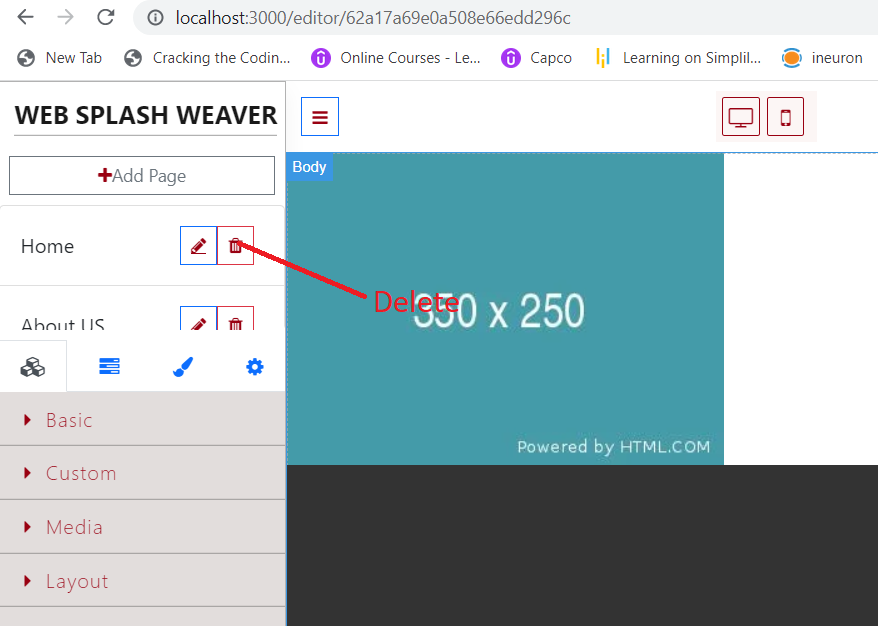 localhost:3000/editor/62a17a69e0a508e66edd296c
New Tab
Cracking the Codin...
Online Courses - Le...
Capco
Learning on Simplil...
ineuron
WEB SPLASH WEAVER
Add Page
Body
Home
Delete
350 x 250
About US
Powered by HTML.COM
Basic
Custom
Media
Layout